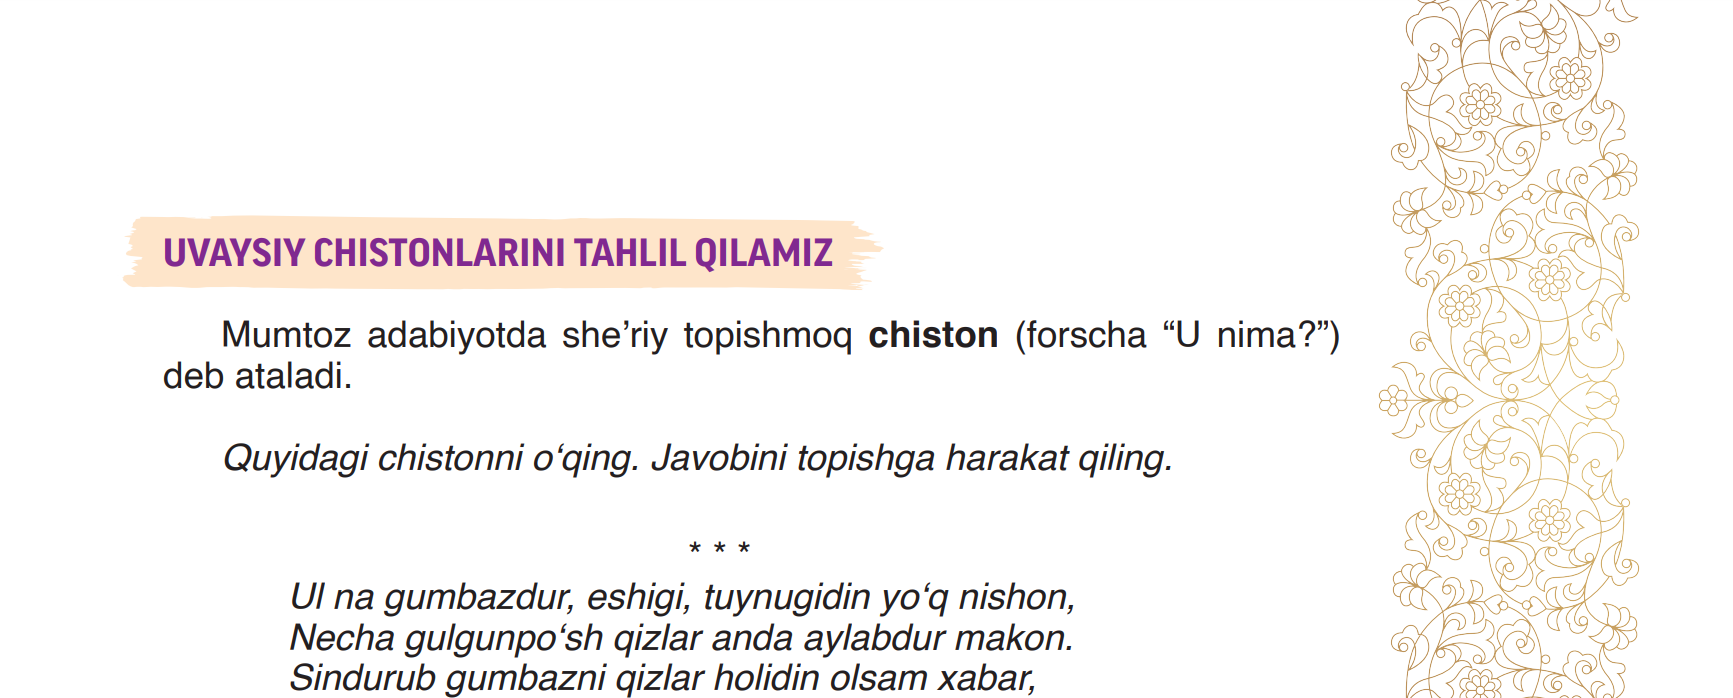 UVAYSIY CHISTONLARINI TAHLIL QILAMIZ
Mumtoz adabiyotda she’riy topishmoq chiston (forscha “U nima?”)
deb ataladi.
Quyidagi chistonni o‘qing. Javobini topishga harakat qiling.
* * *
Ul na gumbazdur, eshigi, tuynugidin yo‘q nishon,
Necha gulgunpo‘sh qizlar anda aylabdur makon.
Sindurub gumbazni qizlar holidin olsam xabar,